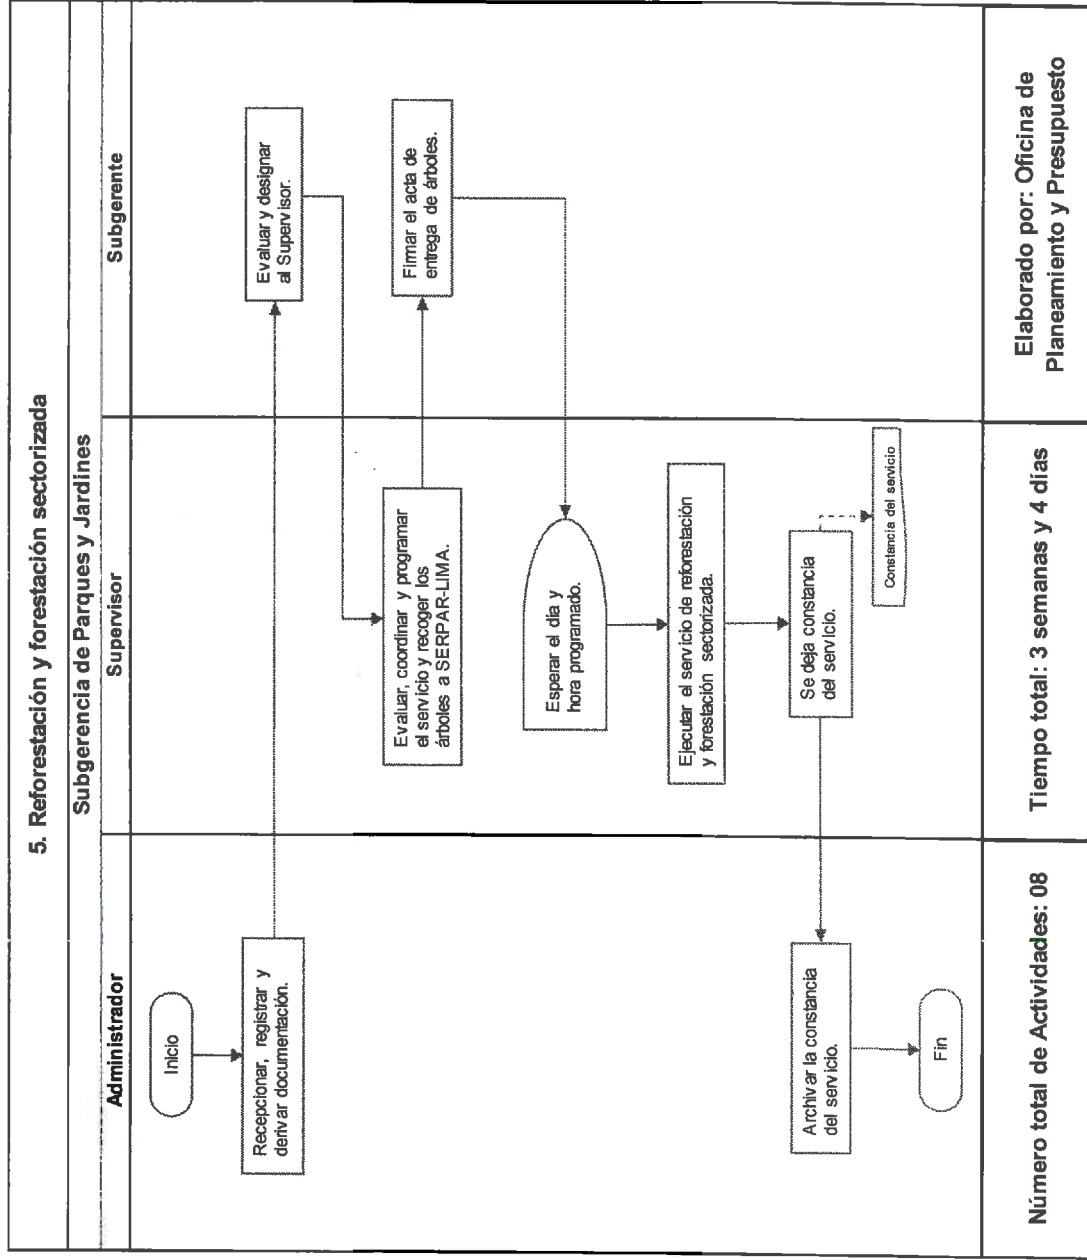 5. Reforestación y forestación sectorizada
Subgerencia de Parques y Jardines
Administrador
Supervisor
Subgerente
Inicio
Recepcionar, registrar y
derivar documentación.
Evaluar y designar
al Supervisor.
Evaluar, coordinar y programar
el servicio y recoger los
árboles a SERPAR-LIMA.
Firmar el acta de
entrega de árboles.
Esperar el día y
hora programado.
Ejecutar el servicio de reforestación
y forestación sectorizada.
Se deja constancia
del servicio.
Constancia del servicio
Archivar la constancia
del servicio.
Fin
Número total de Actividades: 08
Tiempo total: 3 semanas y 4 días
Elaborado por: Oficina de
Planeamiento y Presupuesto